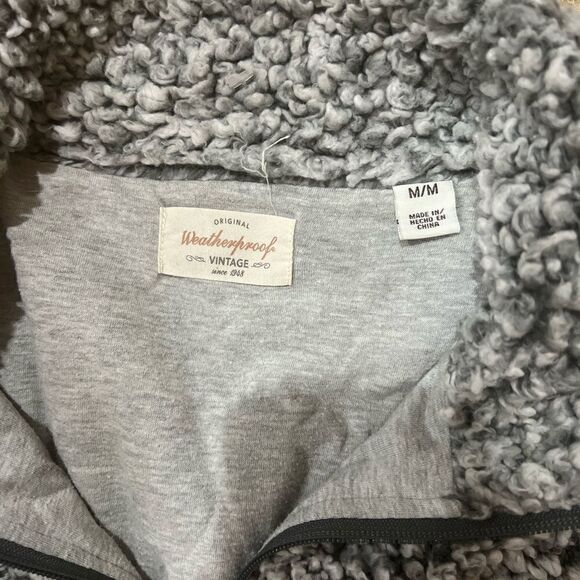 ORIGINAL
Weatherproof
VINTAGE
since 1948
M/M
MADE IN/
HECHO EN
CHINA